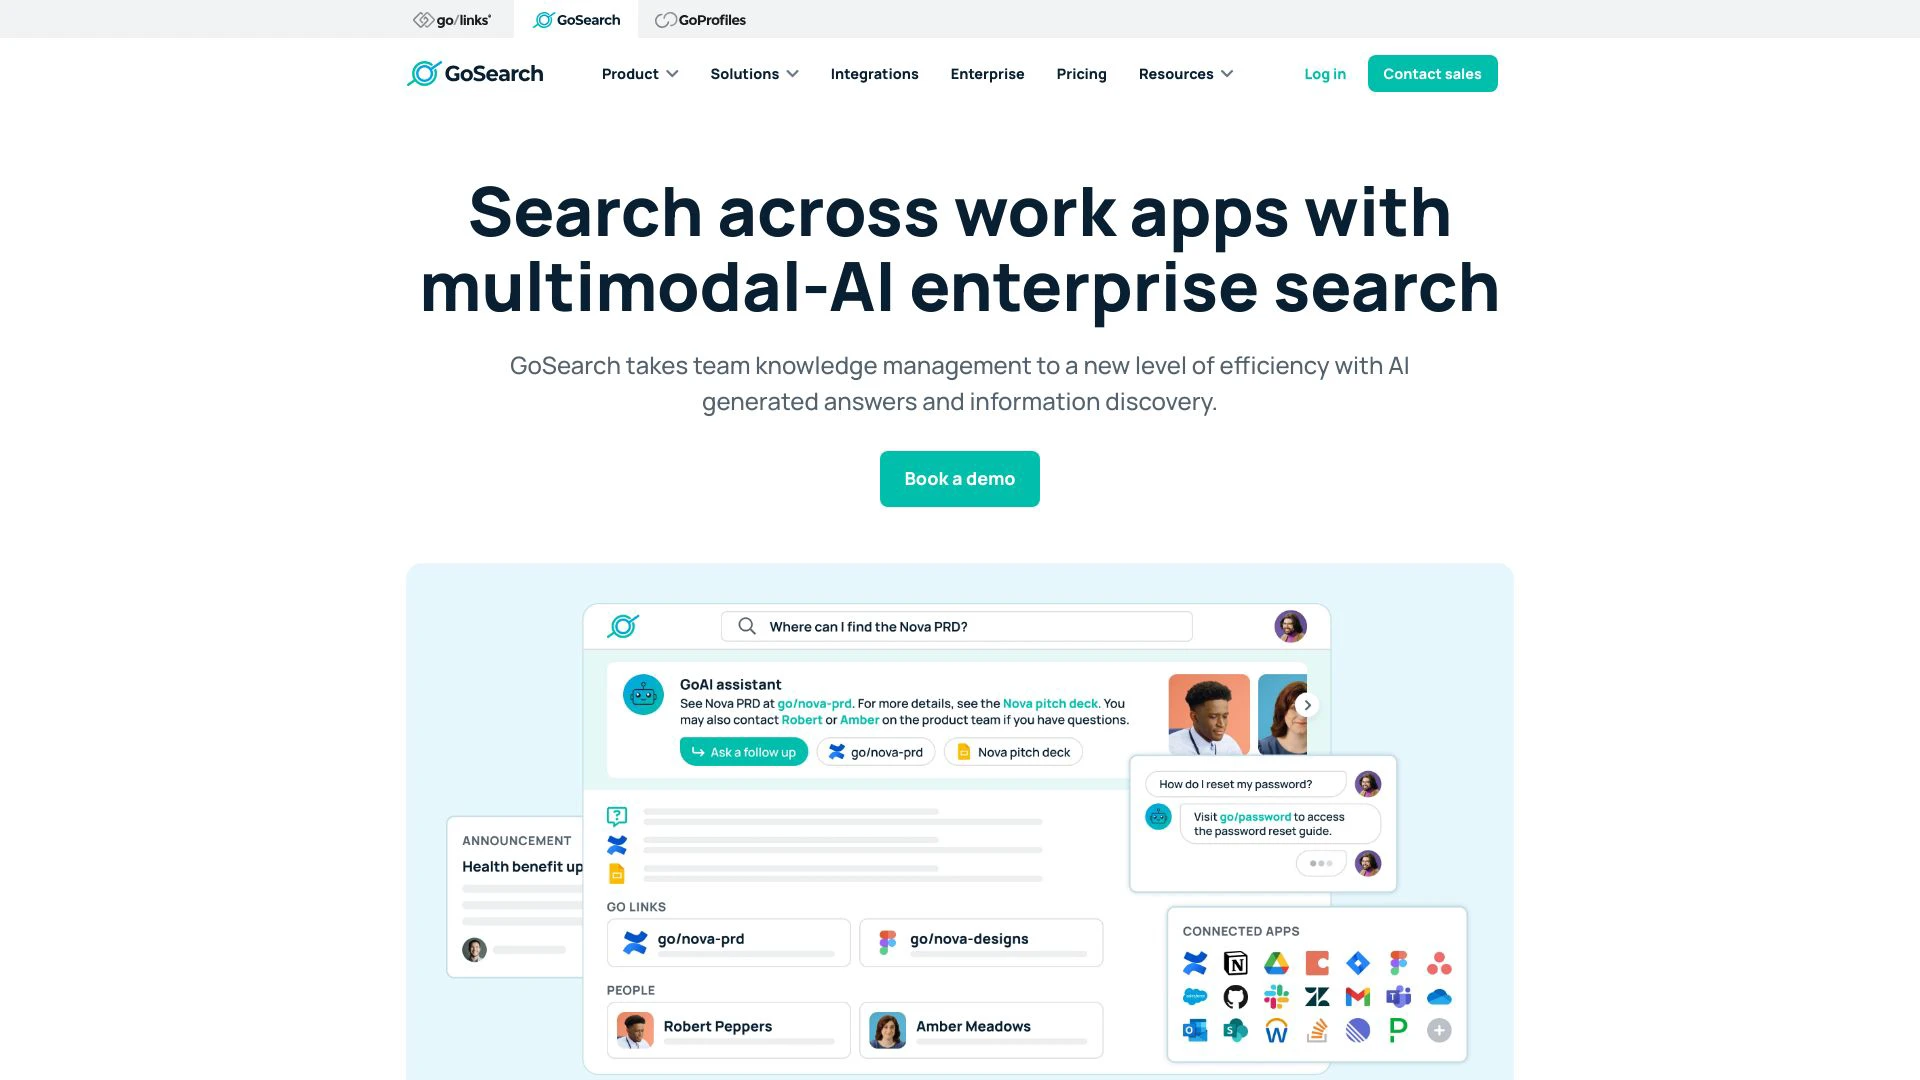 go/links
GoSearch
GoProfiles
GoSearch
Product
Solutions
Integrations
Enterprise
Pricing
Resources
Log in
Contact sales
Search across work apps with
multimodal-AI enterprise search
GoSearch takes team knowledge management to a new level of efficiency with AI
generated answers and information discovery.
Book a demo
Where can I find the Nova PRD?
GoAI assistant
See Nova PRD at go/nova-prd. For more details, see the Nova pitch deck. You
may also contact Robert or Amber on the product team if you have questions.
Ask a follow up
go/nova-prd
Nova pitch deck
How do I reset my password?
Visit go/password to access
the password reset guide.
ANNOUNCEMENT
Health benefit up
GO LINKS
go/nova-prd
go/nova-designs
PEOPLE
Robert Peppers
Amber Meadows
CONNECTED APPS